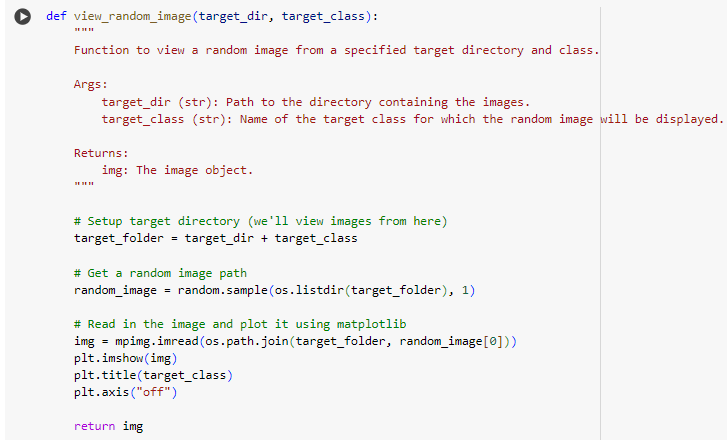 def view_random_image(target_dir, target_class):
    """
    Function to view a random image from a specified target directory and class.

    Args:
        target_dir (str): Path to the directory containing the images.
        target_class (str): Name of the target class for which the random image will be displayed.

    Returns:
        img: The image object.
    """

    # Setup target directory (we'll view images from here)
    target_folder = target_dir + target_class

    # Get a random image path
    random_image = random.sample(os.listdir(target_folder), 1)

    # Read in the image and plot it using matplotlib
    img = mpimg.imread(os.path.join(target_folder, random_image[0]))
    plt.imshow(img)
    plt.title(target_class)
    plt.axis("off")

    return img